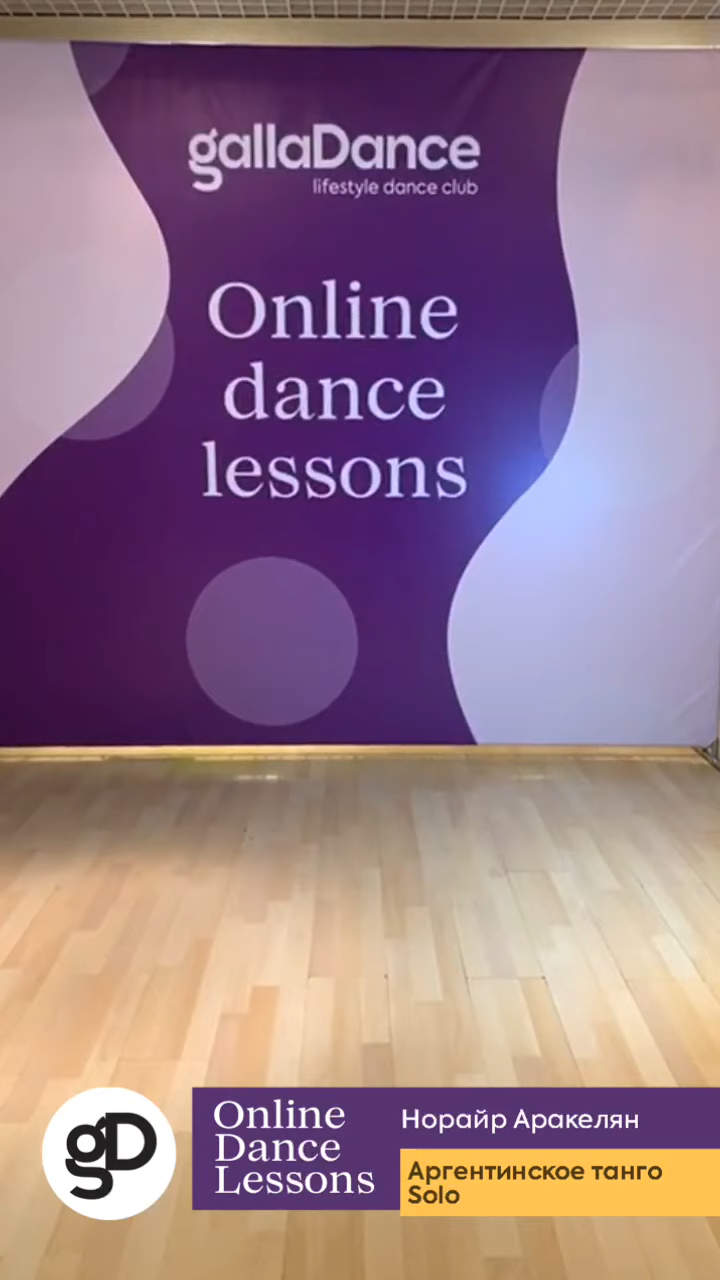 gallaDance
lifestyle dance club
Online
dance
lessons
gD
Online
Dance
Lessons
Норайр Аракелян
Аргентинское танго
Solo